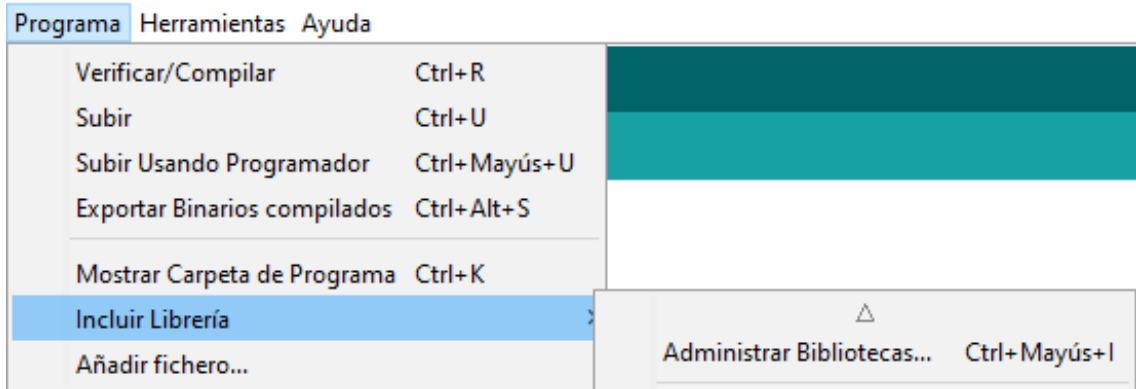 Programa Herramientas Ayuda
Verificar/Compilar Ctrl+R
Subir Ctrl+U
Subir Usando Programador Ctrl+Mayús+U
Exportar Binarios compilados Ctrl+Alt+S
Mostrar Carpeta de Programa Ctrl+K
Incluir Librería
Administrar Bibliotecas... Ctrl+Mayús+I
Añadir fichero...